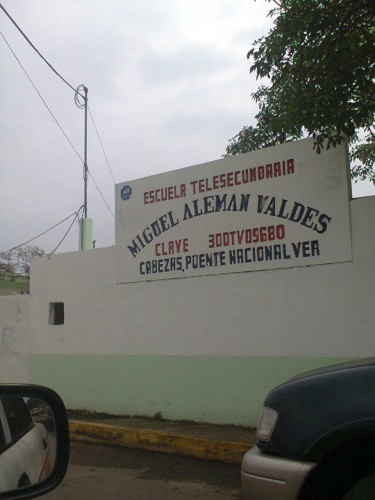 ESCUELA TELESECUNDARIA
MIGUEL ALEMAN VALDES
CLAVE 30DTV0568O
CABEZAS, PUENTE NACIONAL VER